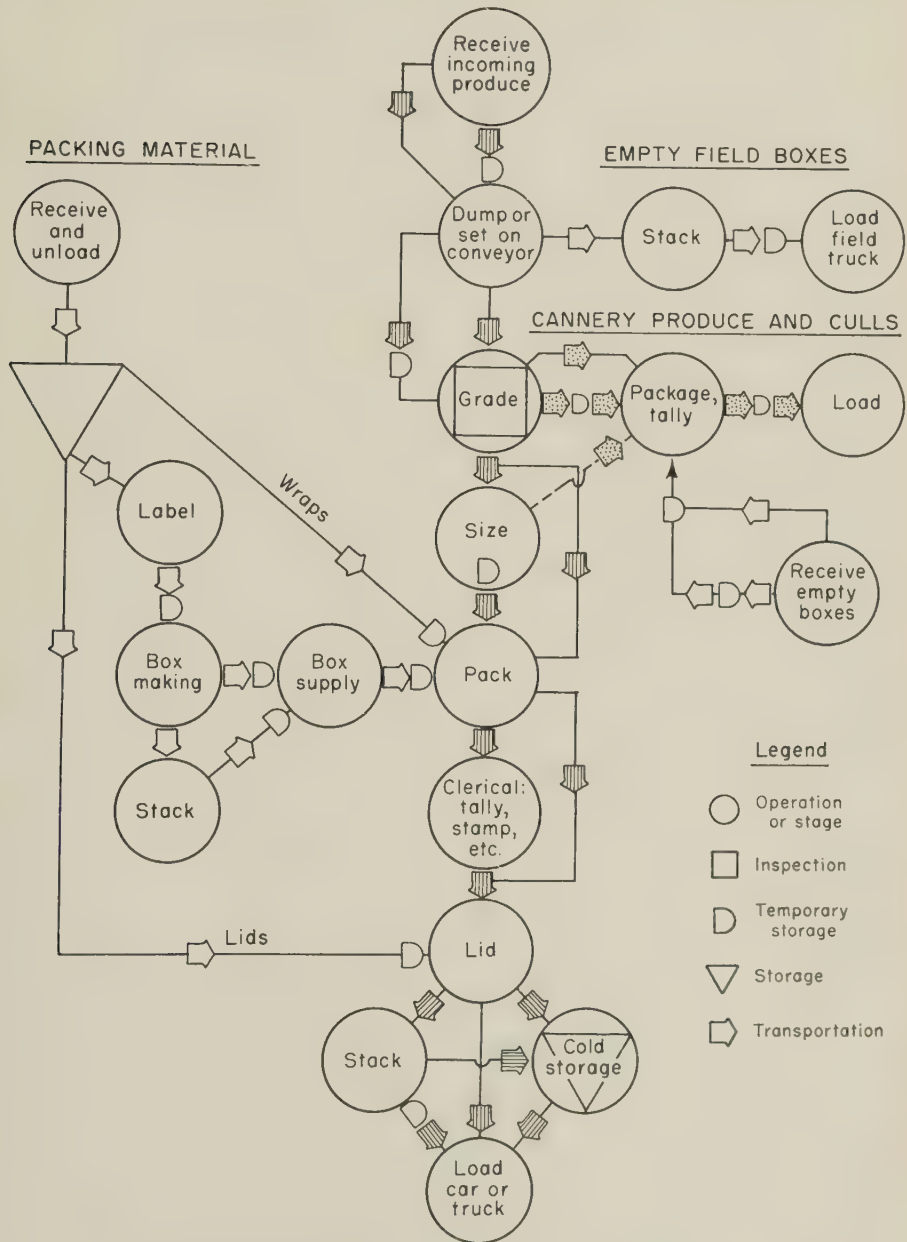 Receive
incoming
produce
PACKING MATERIAL
EMPTY FIELD BOXES
Receive
and
unload
Dump or
set on
conveyor
Stack
Load
field
truck
CANNERY PRODUCE AND CULLS
Grade
Package,
tally
Load
Wraps
Label
Size
Receive
empty
boxes
Box
making
Box
supply
Pack
Stack
Clerical:
tally,
stamp,
etc.
Lids
Lid
Stack
Cold
storage
Load
car or
truck
Legend
Operation
or stage
Inspection
Temporary
storage
Storage
Transportation